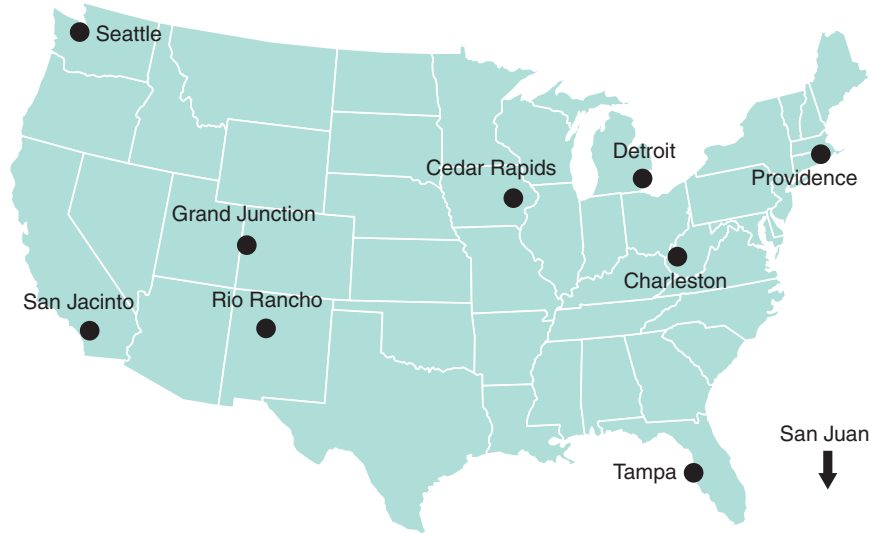 Seattle
Detroit
Cedar Rapids
Providence
Grand Junction
Charleston
San Jacinto
Rio Rancho
San Juan
Tampa